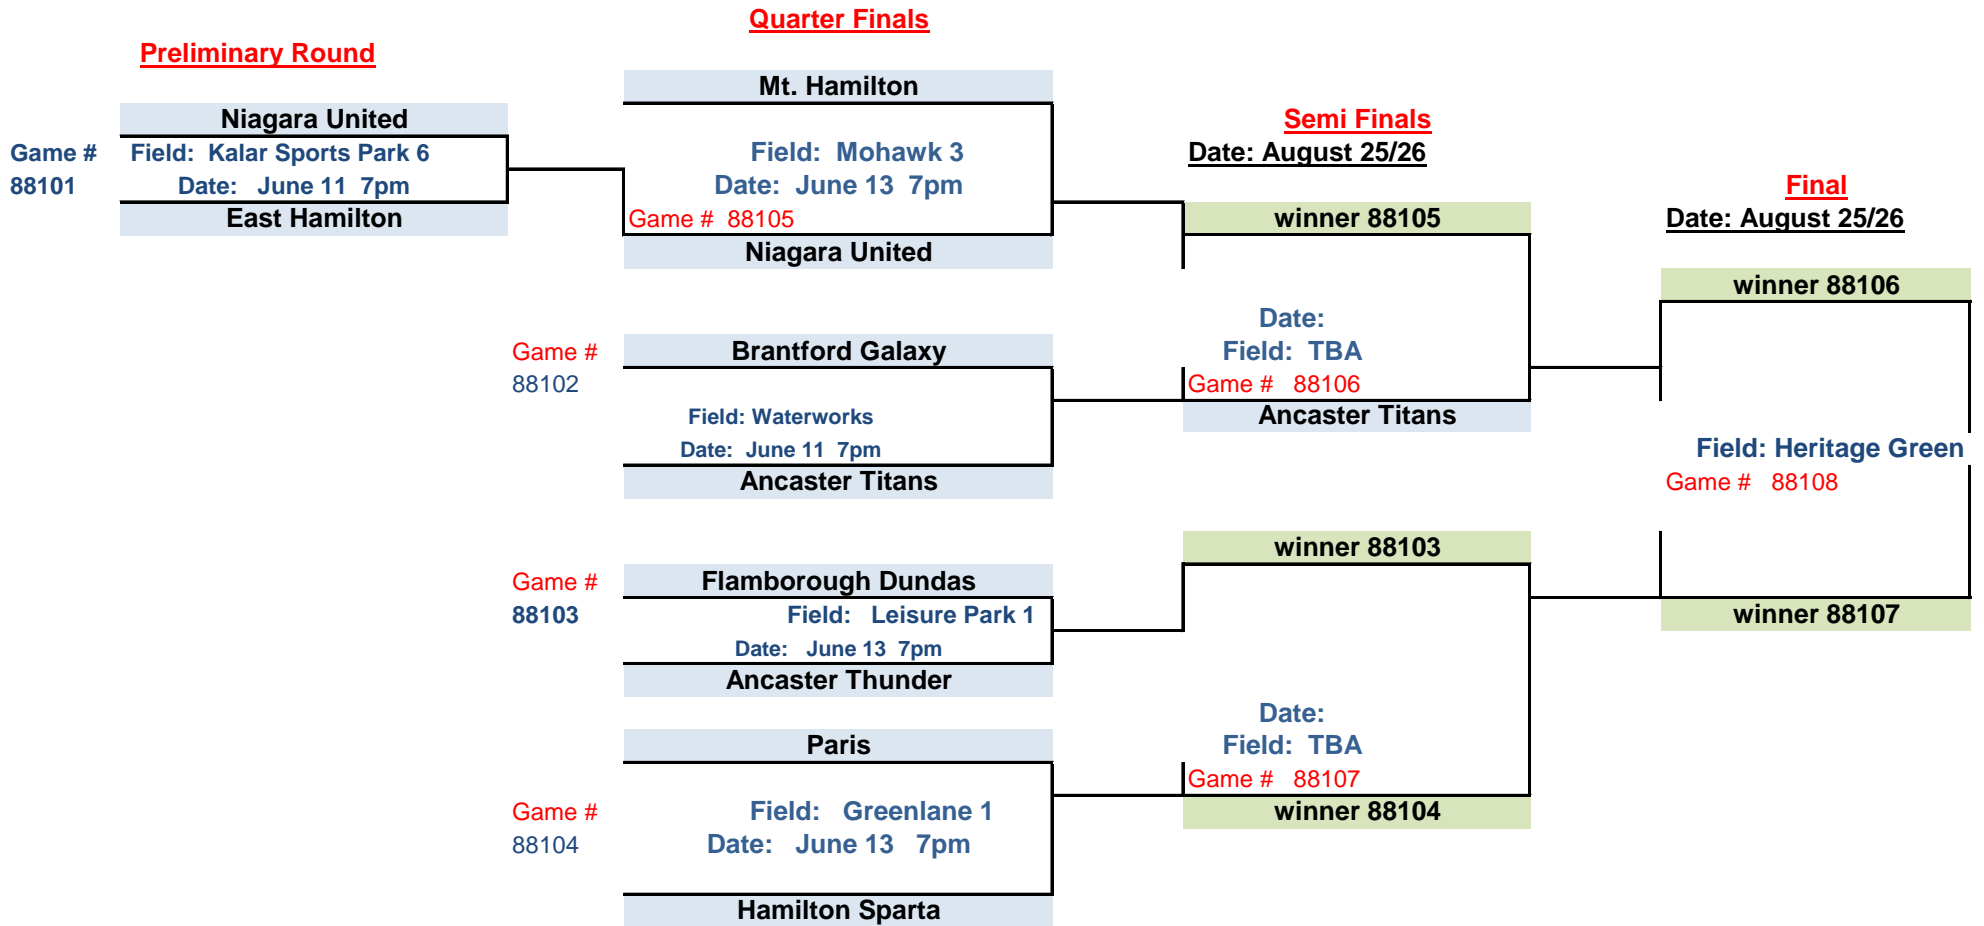 Quarter Finals
Preliminary Round
Mt. Hamilton
Niagara United
Semi Finals
Game #
Field: Kalar Sports Park 6
Field: Mohawk 3
Date: August 25/26
88101
Date: June 11 7pm
Date: June 13 7pm
Final
East Hamilton
Game # 88105
winner 88105
Date: August 25/26
Niagara United
winner 88106
Date:
Game #
Brantford Galaxy
Field: TBA
88102
Game # 88106
Field: Waterworks
Ancaster Titans
Date: June 11 7pm
Field: Heritage Green
Ancaster Titans
Game # 88108
winner 88103
Game #
Flamborough Dundas
88103
Field: Leisure Park 1
winner 88107
Date: June 13 7pm
Ancaster Thunder
Date:
Paris
Field: TBA
Game # 88107
Game #
Field: Greenlane 1
winner 88104
88104
Date: June 13 7pm
Hamilton Sparta